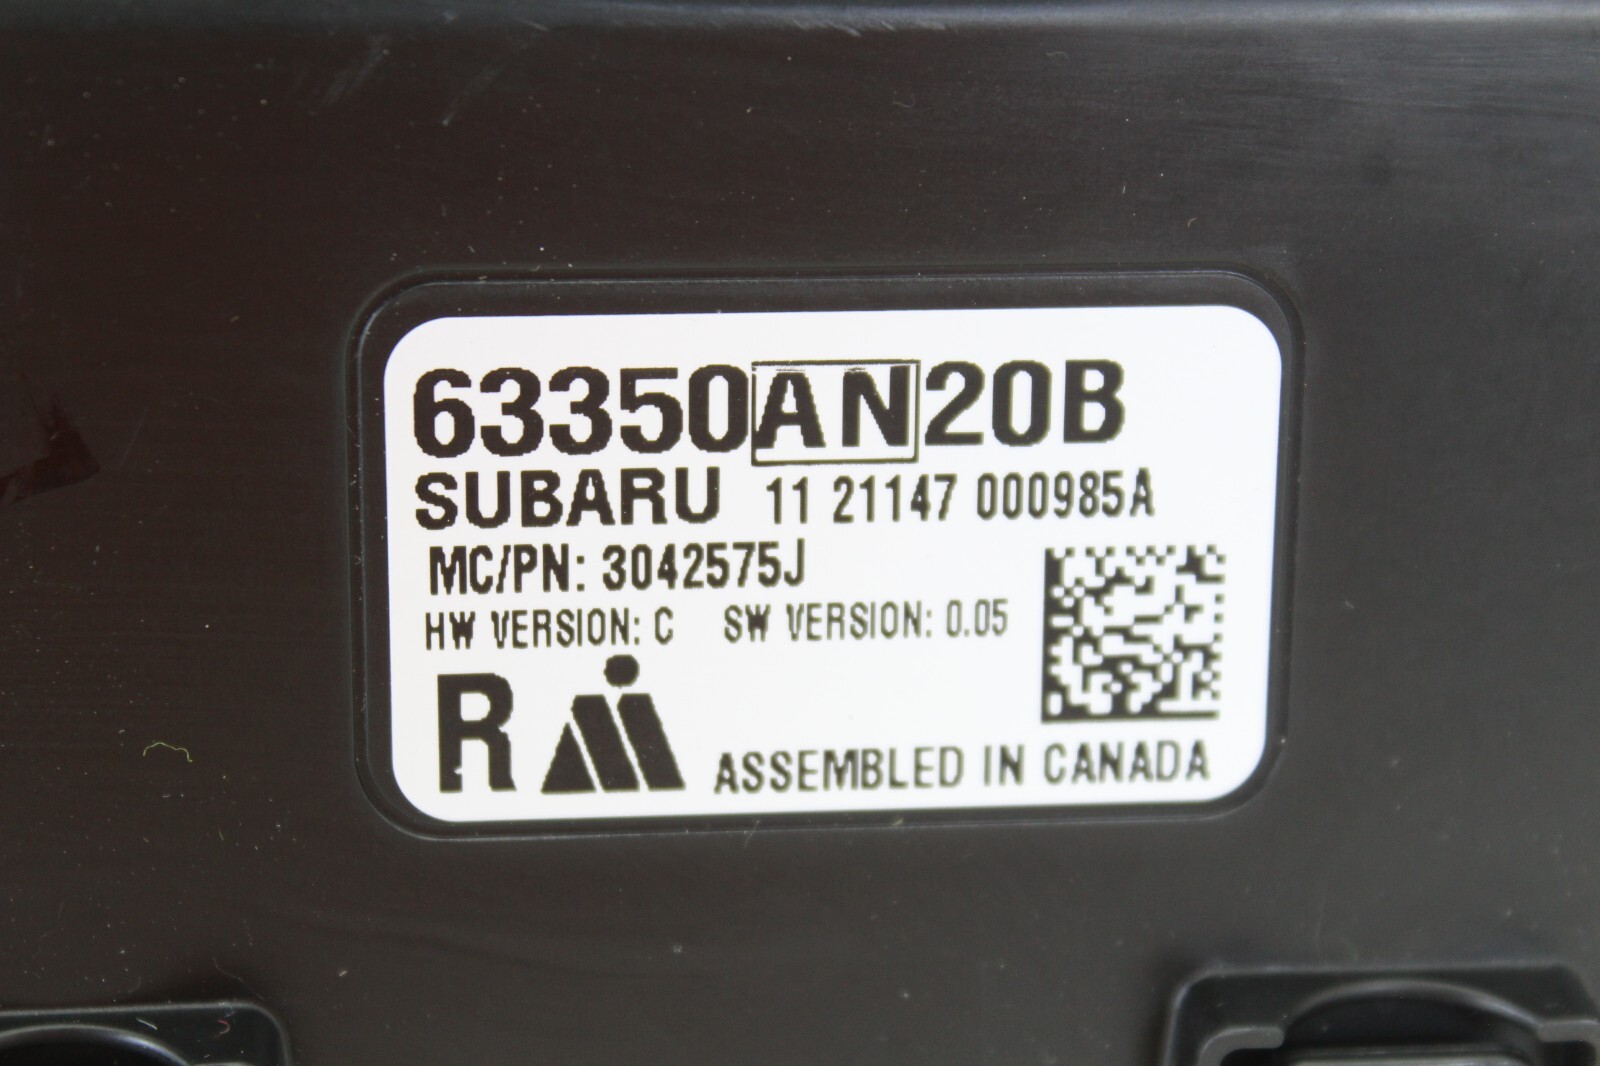 63350AN20B
SUBARU 11 21147 000985A
MC/PN: 3042575J
HW VERSION: C SW VERSION: 0.05
R ASSEMBLED IN CANADA